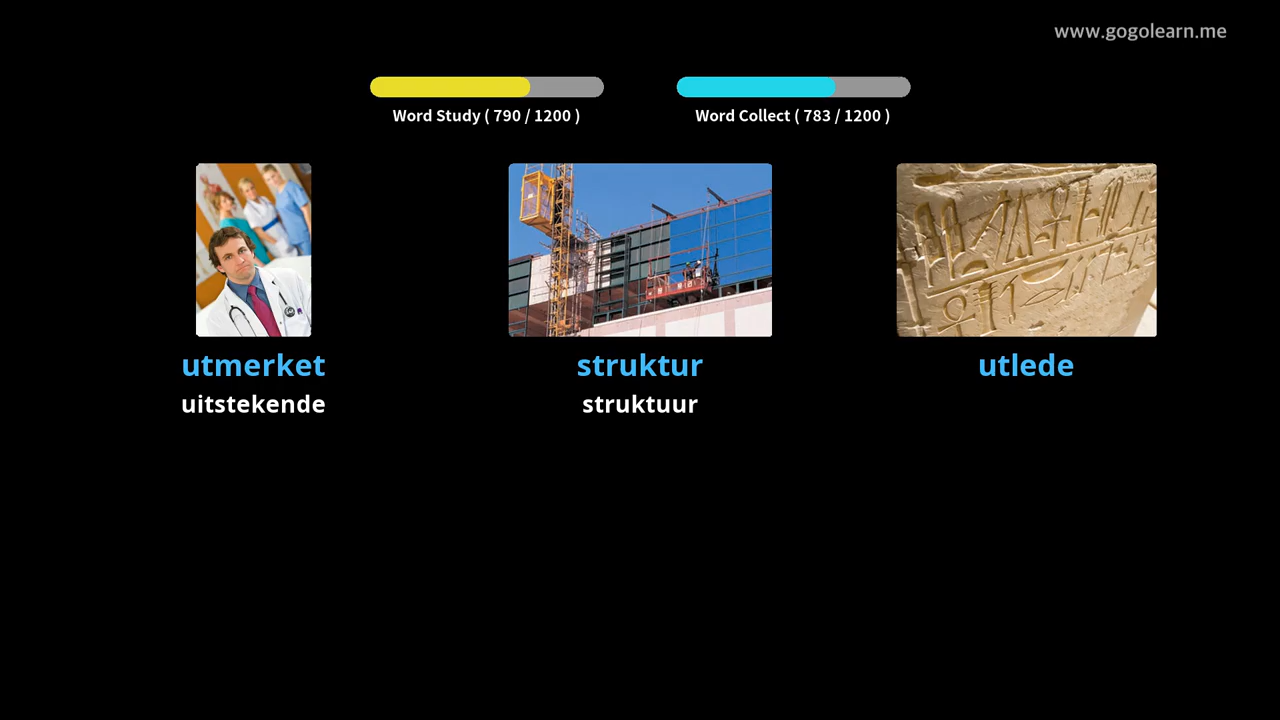 www.gogolearn.me
Word Study ( 790 / 1200 )
Word Collect ( 783 / 1200 )
utmerket
struktur
utlede
uitstekende
struktuur